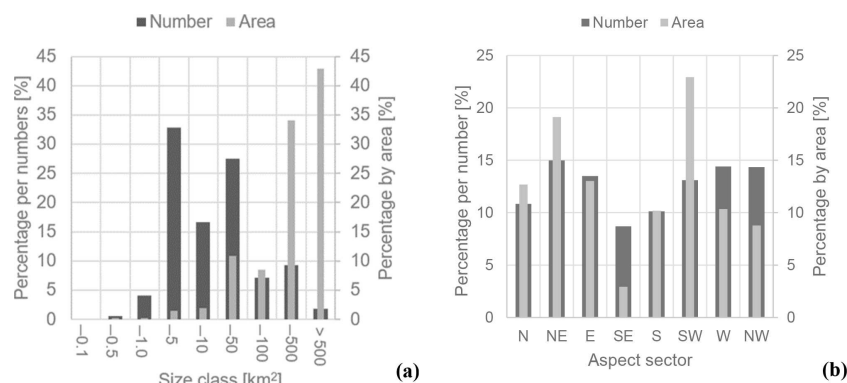 Number Area
45 45
40 40
35 35
30 30
25 25
20 20
15 15
10 10
5 5
0 0
Percentage per numbers [%]
Percentage by area [%]
–0.1 –0.5 –1.0 –5 –10 –50 –100 –500 > 500
Size class [km²]
(a)
Number Area
25 25
20 20
15 15
10 10
5 5
0 0
Percentage per number [%]
Percentage by area [%]
N NE E SE S SW W NW
Aspect sector
(b)